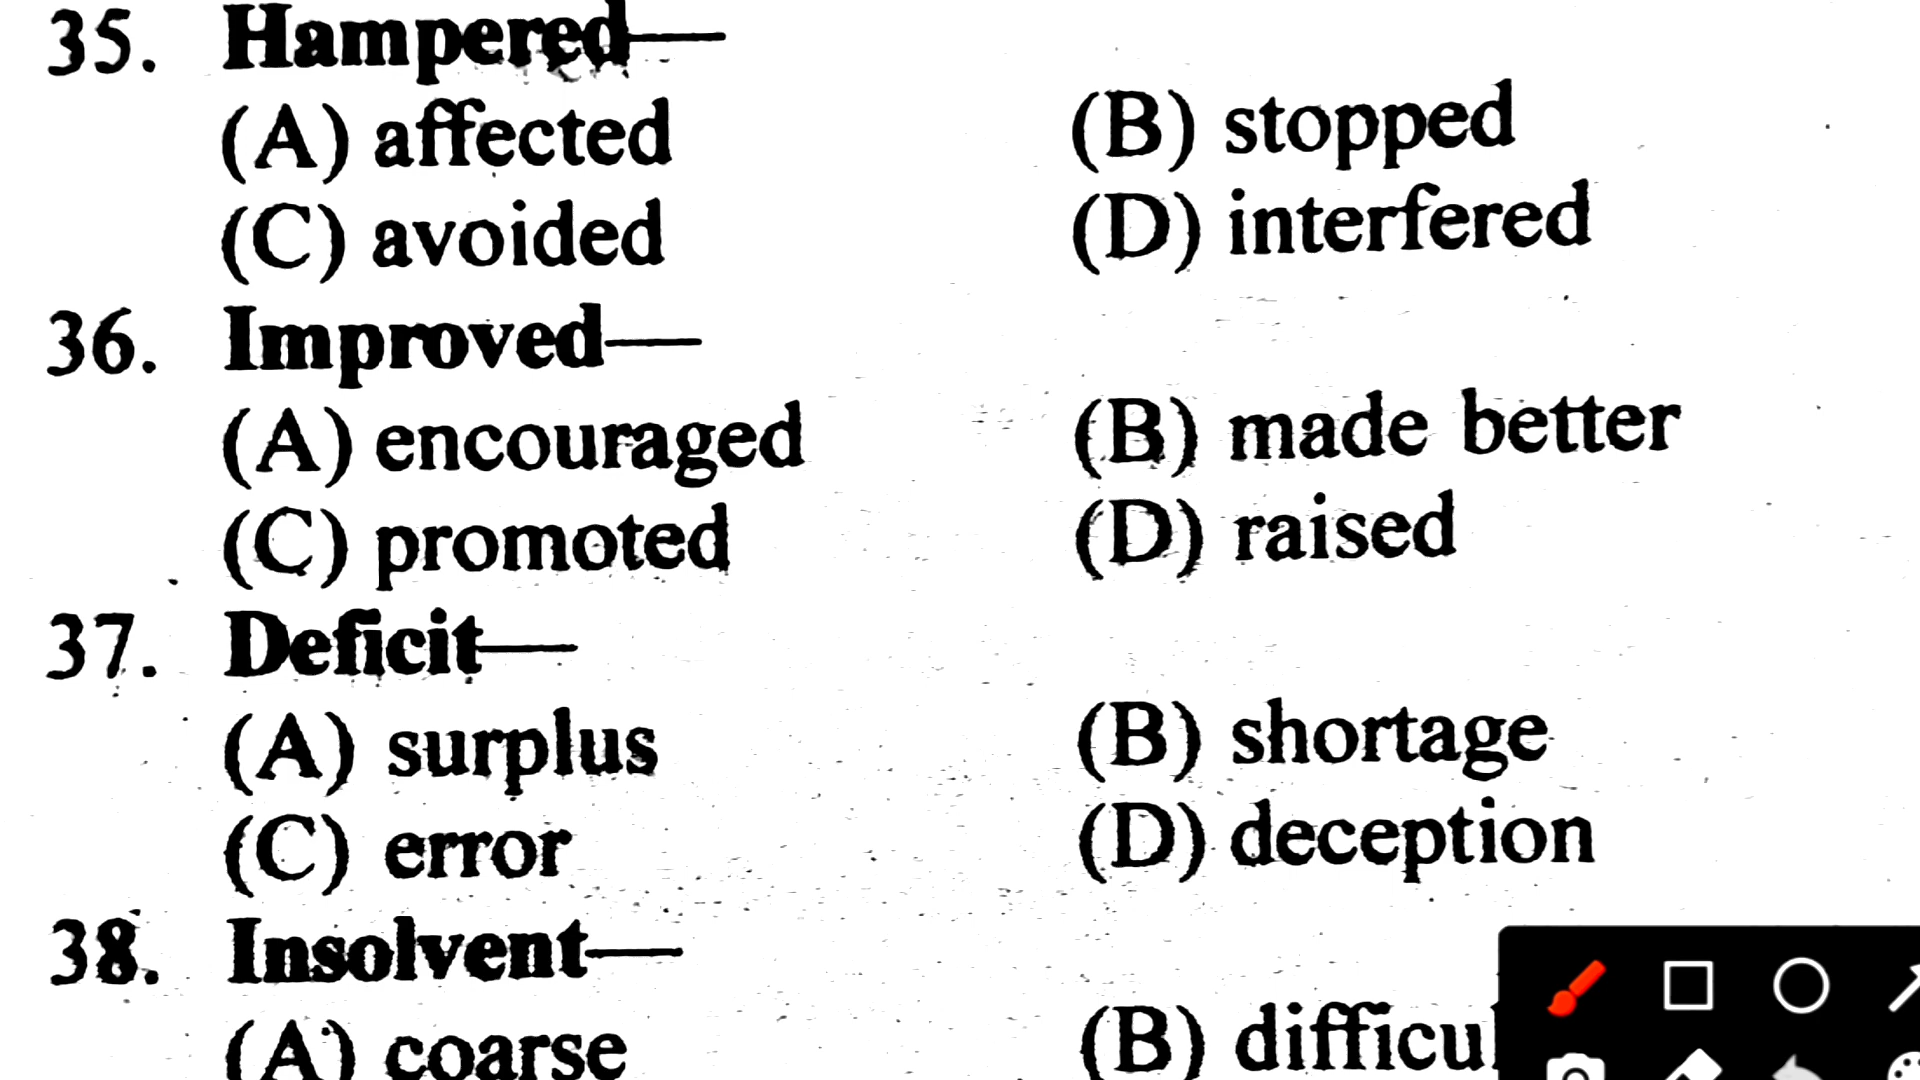 35. Hampered—
(A) affected (B) stopped
(C) avoided (D) interfered
36. Improved—
(A) encouraged (B) made better
(C) promoted (D) raised
37. Deficit—
(A) surplus (B) shortage
(C) error (D) deception
38. Insolvent—
(A) coarse (B)